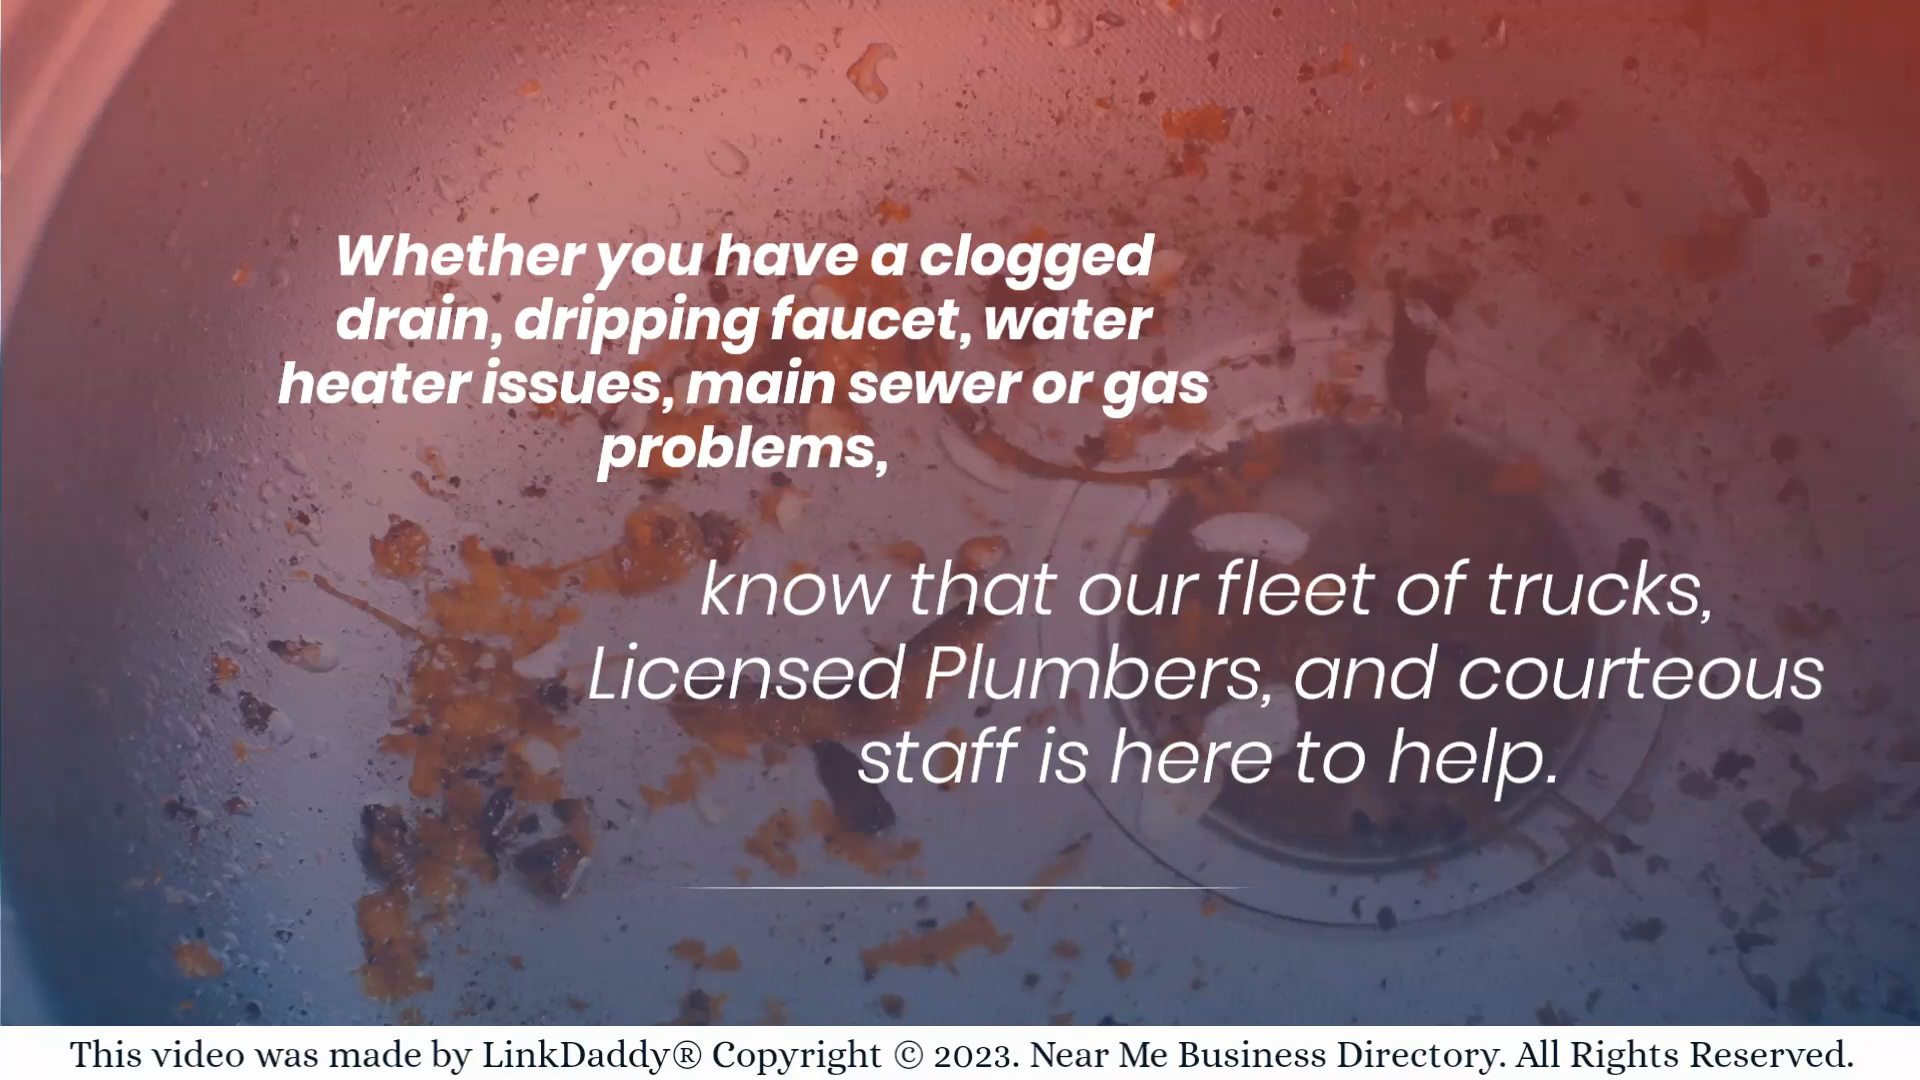 Whether you have a clogged
drain, dripping faucet, water
heater issues, main sewer or gas
problems,
know that our fleet of trucks,
Licensed Plumbers, and courteous
staff is here to help.
This video was made by LinkDaddy® Copyright © 2023. Near Me Business Directory. All Rights Reserved.